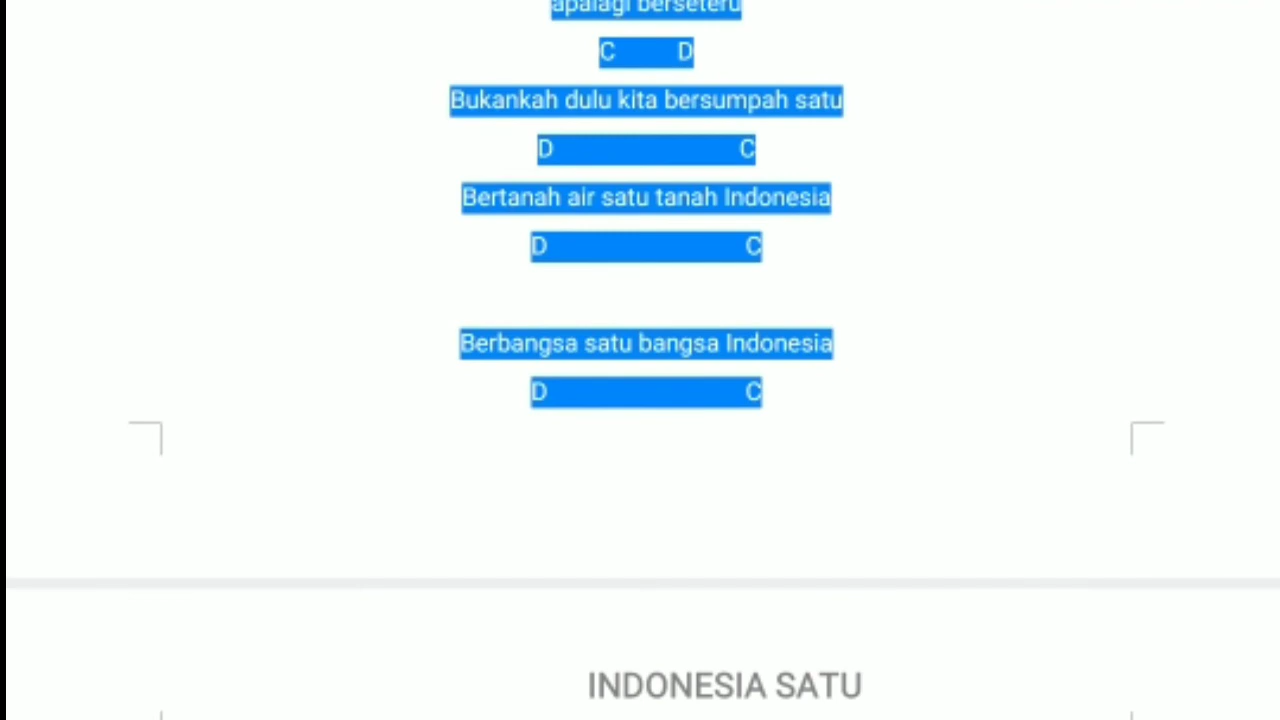 apalagi berseteru
C D
Bukankah dulu kita bersumpah satu
D C
Bertanah air satu tanah Indonesia
D C
Berbangsa satu bangsa Indonesia
D C
INDONESIA SATU